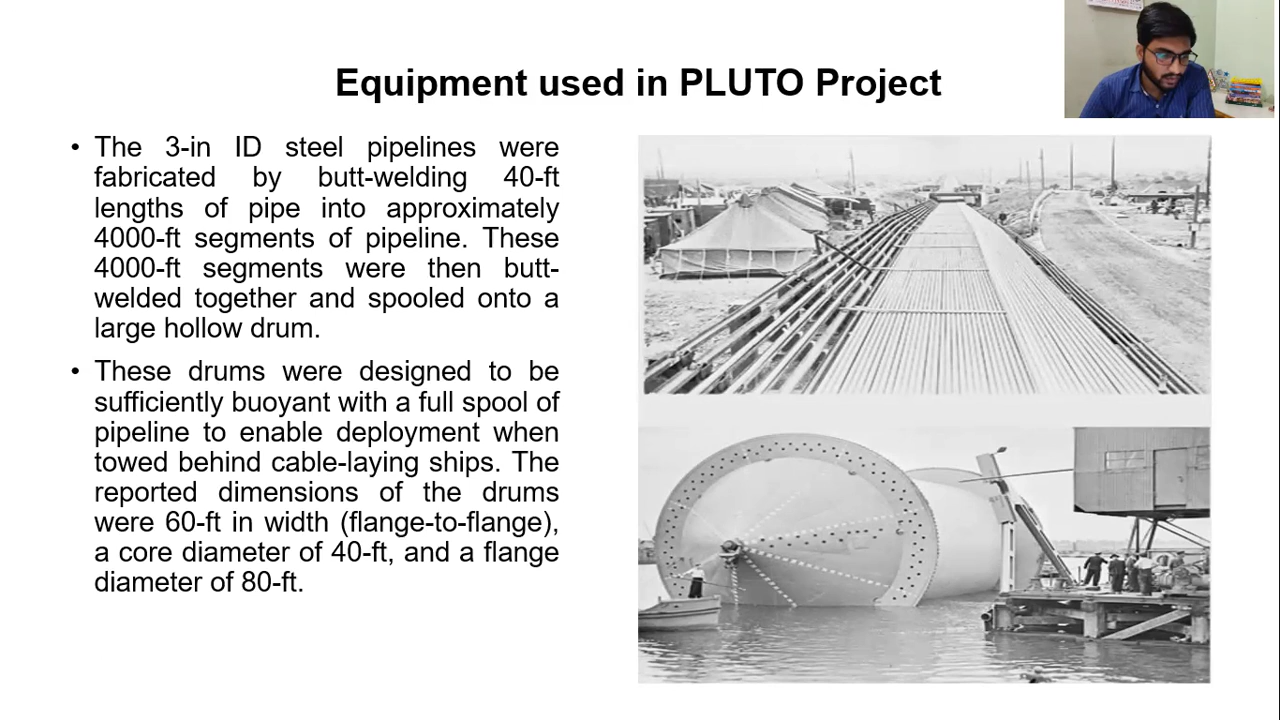 Equipment used in PLUTO Project
• The 3-in ID steel pipelines were
fabricated by butt-welding 40-ft
lengths of pipe into approximately
4000-ft segments of pipeline. These
4000-ft segments were then butt-
welded together and spooled onto a
large hollow drum.
• These drums were designed to be
sufficiently buoyant with a full spool of
pipeline to enable deployment when
towed behind cable-laying ships. The
reported dimensions of the drums
were 60-ft in width (flange-to-flange),
a core diameter of 40-ft, and a flange
diameter of 80-ft.